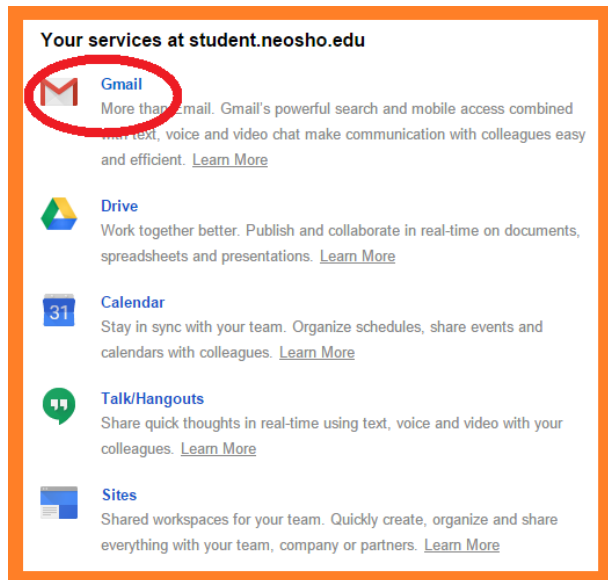 Your services at student.neosho.edu
Gmail
More than Email. Gmail's powerful search and mobile access combined
with text, voice and video chat make communication with colleagues easy
and efficient. Learn More
Drive
Work together better. Publish and collaborate in real-time on documents,
spreadsheets and presentations. Learn More
31
Calendar
Stay in sync with your team. Organize schedules, share events and
calendars with colleagues. Learn More
Talk/Hangouts
Share quick thoughts in real-time using text, voice and video with your
colleagues. Learn More
Sites
Shared workspaces for your team. Quickly create, organize and share
everything with your team, company or partners. Learn More